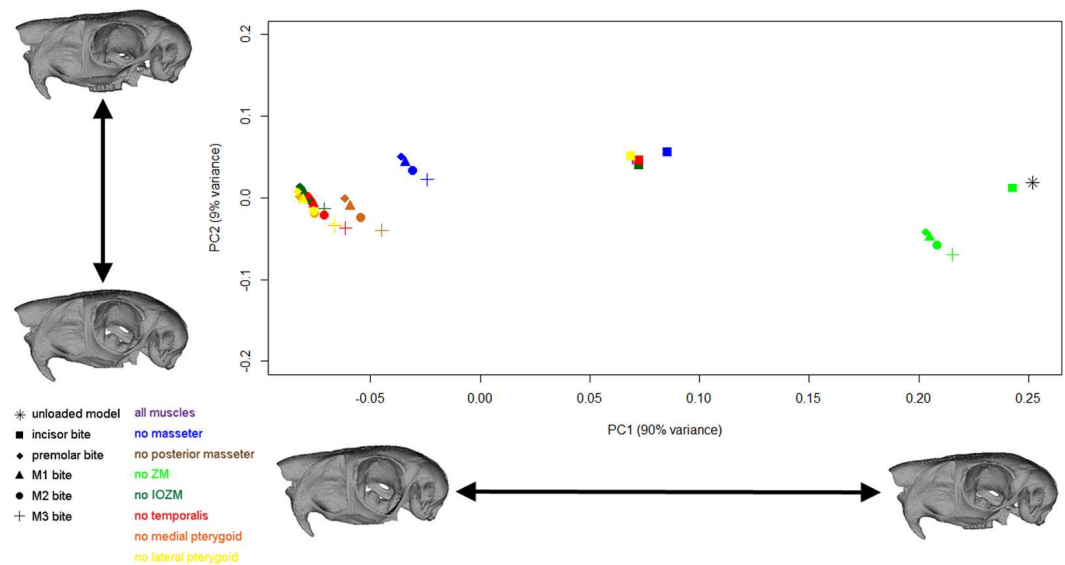 0.2
0.1
0.0
-0.1
-0.2
PC2 (9% variance)
-0.05 0.00 0.05 0.10 0.15 0.20 0.25
PC1 (90% variance)
unloaded model
incisor bite
premolar bite
M1 bite
M2 bite
M3 bite
all muscles
no masseter
no posterior masseter
no ZM
no IOZM
no temporalis
no medial pterygoid
no lateral pterygoid